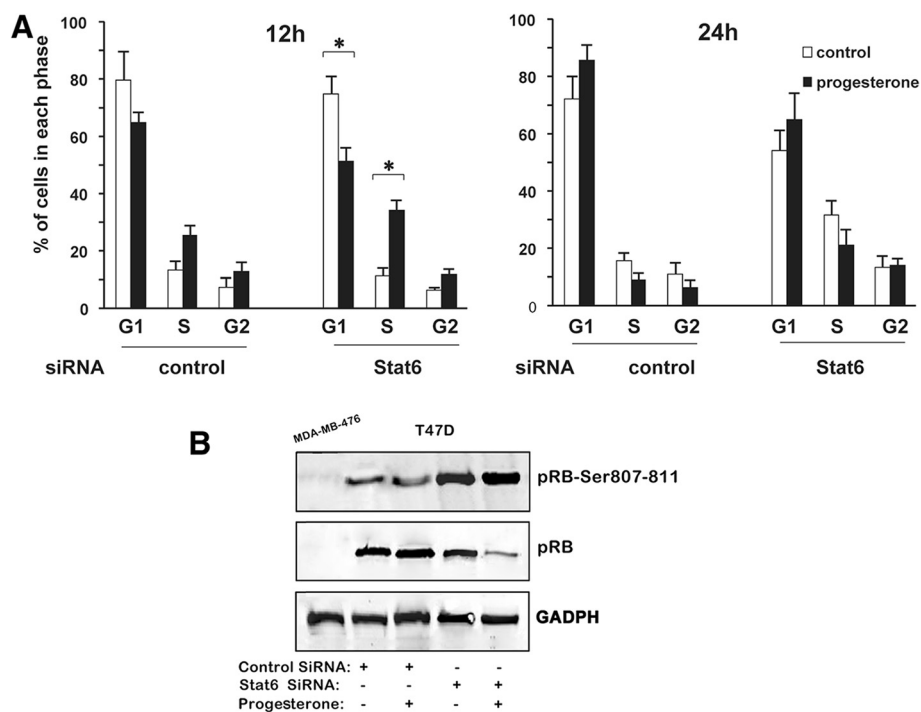 A
12h
24h
% of cells in each phase
100
80
60
40
20
0
*
*
G1 S G2 G1 S G2
siRNA control Stat6
100
80
60
40
20
0
control
progesterone
G1 S G2 G1 S G2
siRNA control Stat6
B
MDA-MB-476 T47D
pRB-Ser807-811
pRB
GADPH
Control SiRNA: + + - -
Stat6 SiRNA: - - + +
Progesterone: - + - +